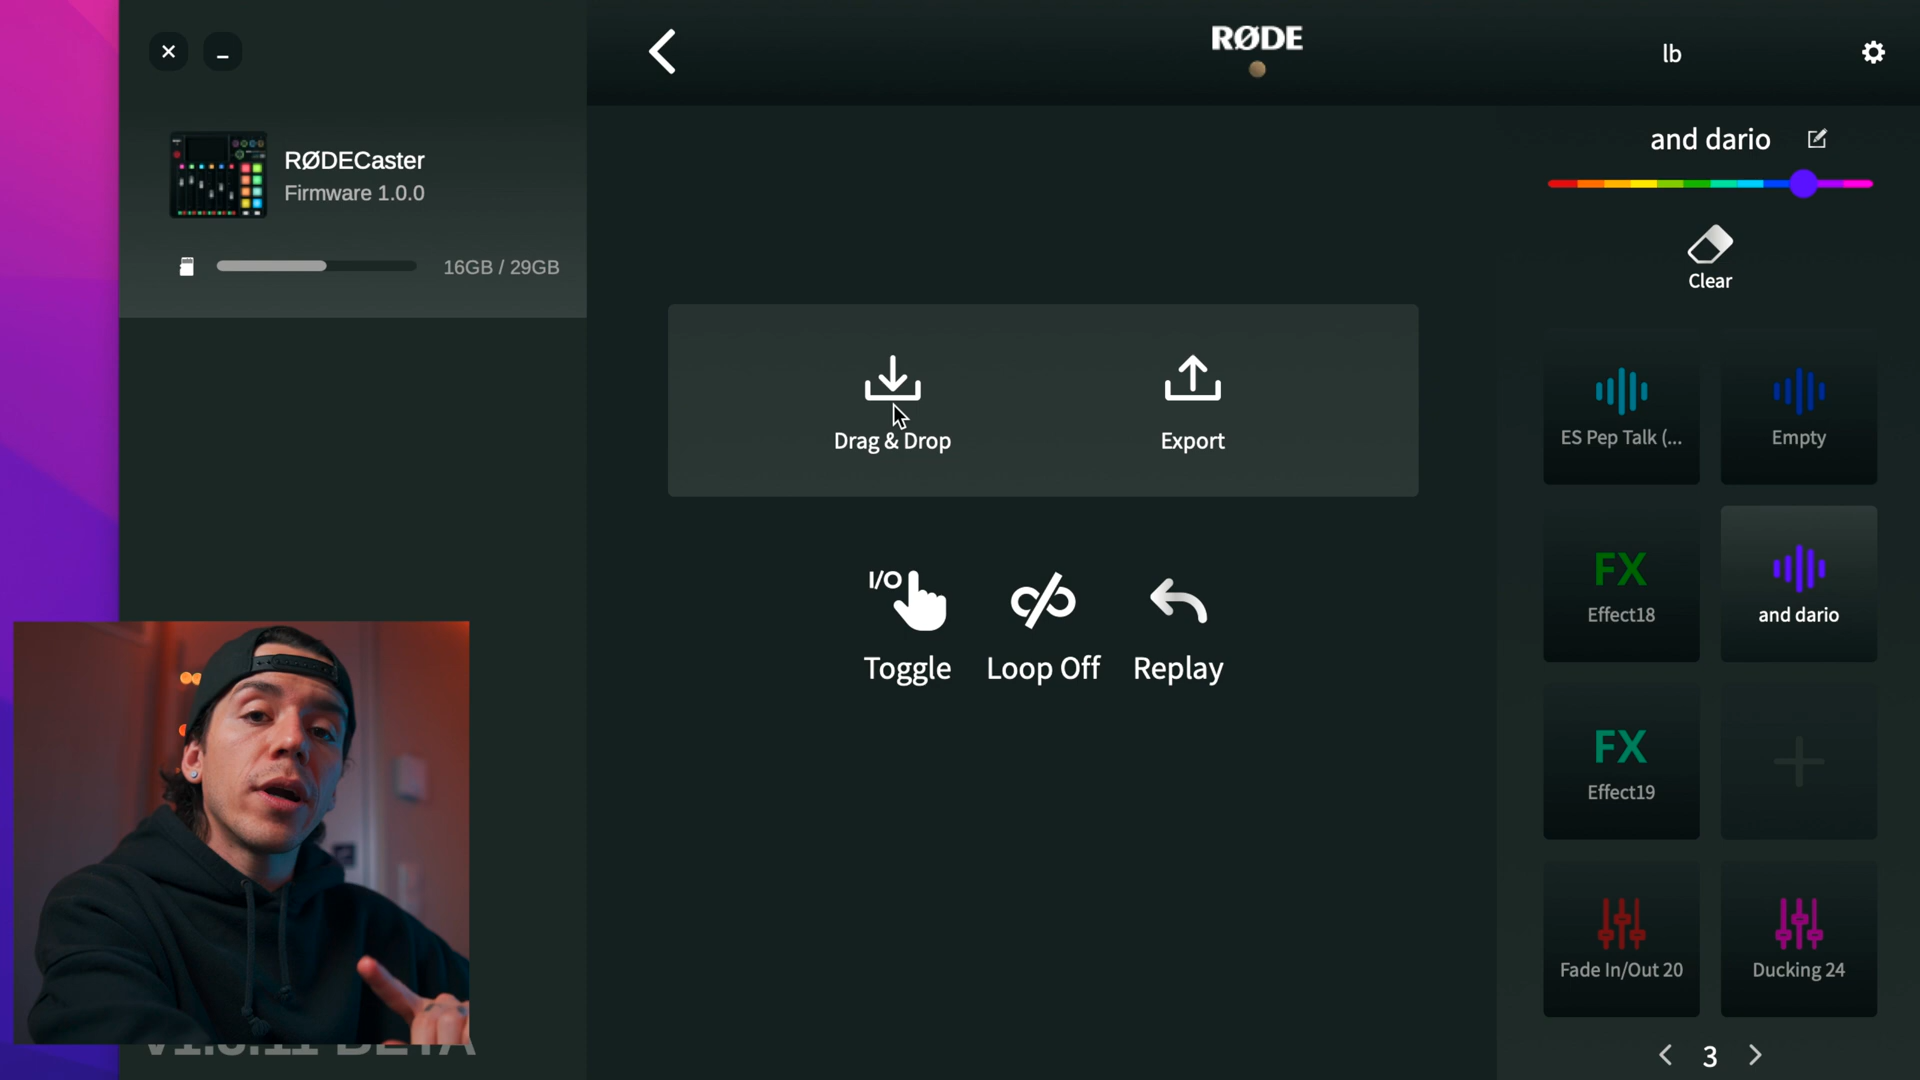 RØDE
lb
RØDECaster
Firmware 1.0.0
16GB / 29GB
and dario
Clear
Drag & Drop
Export
ES Pep Talk (...
Empty
FX
Effect18
and dario
I/O
Toggle
Loop Off
Replay
FX
Effect19
Fade In/Out 20
Ducking 24
BETA
3